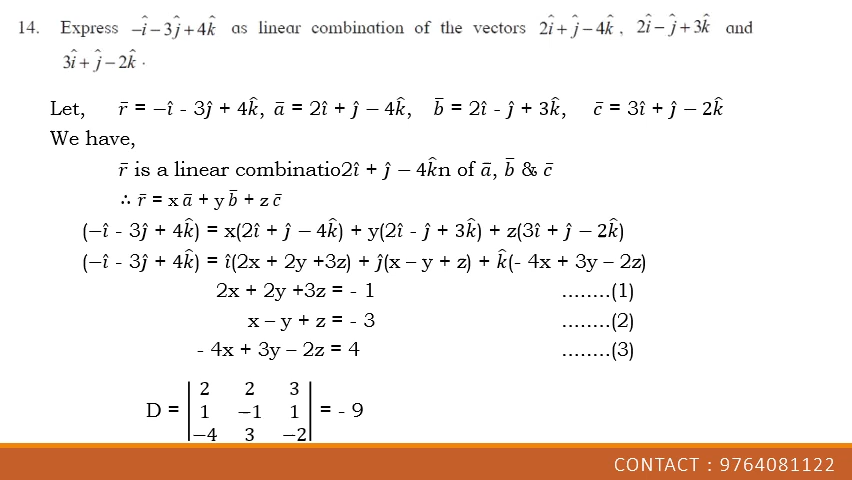 14. Express −î − 3ĵ + 4k̂ as linear combination of the vectors 2î + ĵ − 4k̂ , 2î − ĵ + 3k̂ and
3î + ĵ − 2k̂ .
Let, r̄ = −î - 3ĵ + 4k̂, ā = 2î + ĵ − 4k̂, b̄ = 2î - ĵ + 3k̂, c̄ = 3î + ĵ − 2k̂
We have,
r̄ is a linear combinatio2î + ĵ − 4k̂n of ā, b̄ & c̄
∴ r̄ = x ā + y b̄ + z c̄
(−î - 3ĵ + 4k̂) = x(2î + ĵ − 4k̂) + y(2î - ĵ + 3k̂) + z(3î + ĵ − 2k̂)
(−î - 3ĵ + 4k̂) = î(2x + 2y +3z) + ĵ(x – y + z) + k̂(- 4x + 3y – 2z)
2x + 2y +3z = - 1 ........(1)
x – y + z = - 3 ........(2)
- 4x + 3y – 2z = 4 ........(3)
2 2 3
D = | 1 −1 1 | = - 9
−4 3 −2
CONTACT : 9764081122